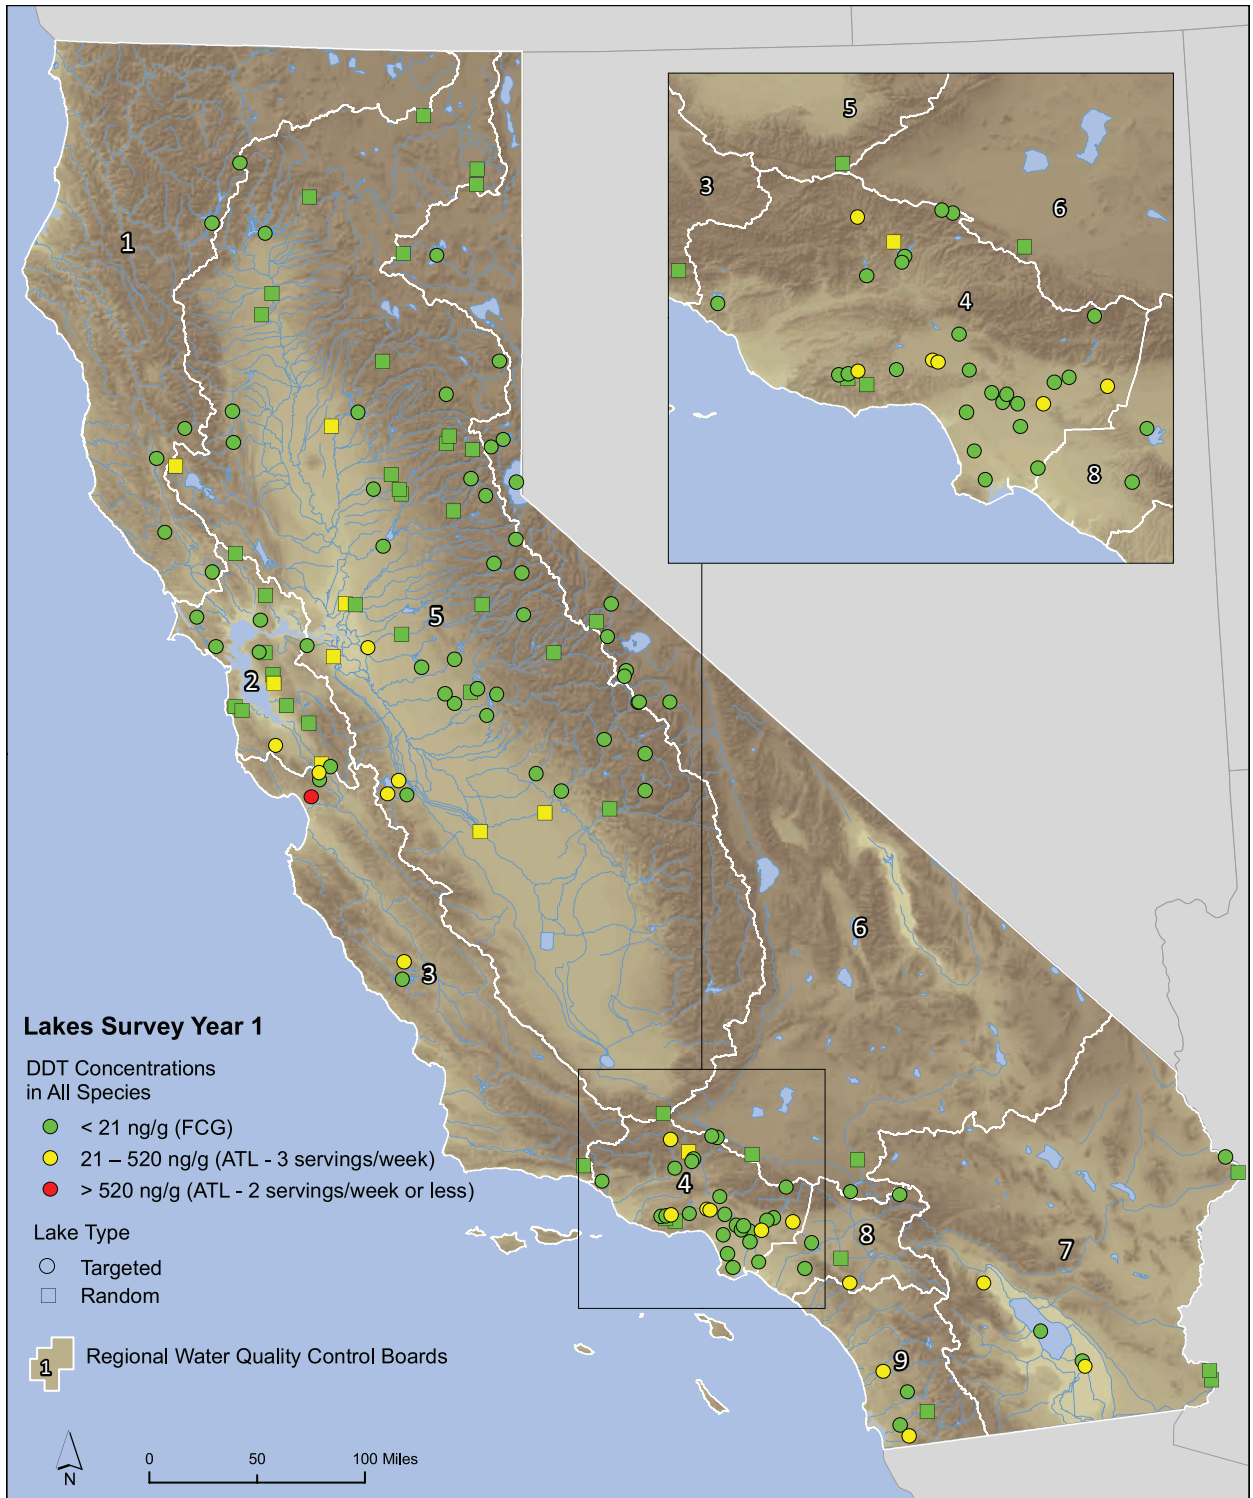 5
3
6
4
8
1
5
2
6
3
4
8
7
9
Lakes Survey Year 1
DDT Concentrations
in All Species
< 21 ng/g (FCG)
21 – 520 ng/g (ATL - 3 servings/week)
> 520 ng/g (ATL - 2 servings/week or less)
Lake Type
Targeted
Random
1
Regional Water Quality Control Boards
N
0
50
100 Miles